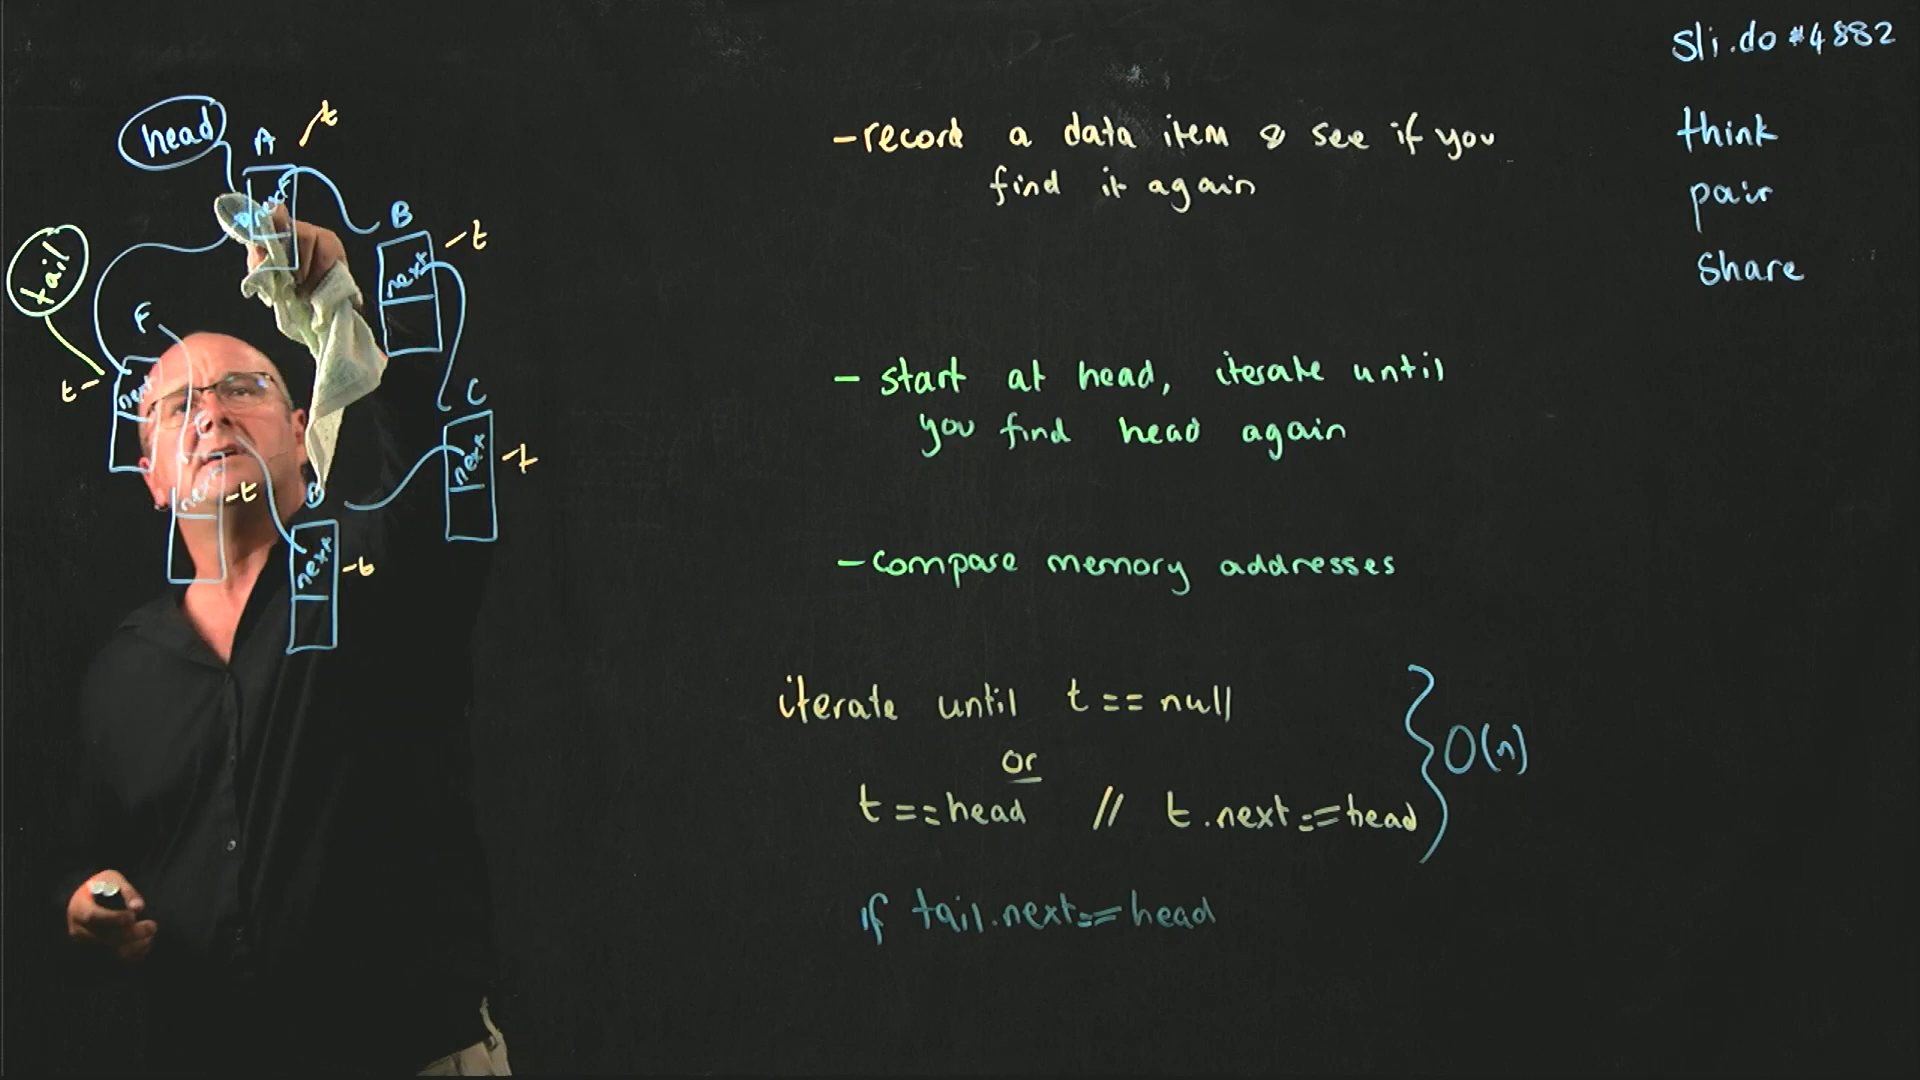 sli.do #4882
think
pair
share
head
A
t
next
B
- t
next
tail
F
t -
next
E
next
- t
D
next
- t
C
next
- t
- record a data item & see if you
find it again
- start at head, iterate until
you find head again
- compare memory addresses
iterate until t == null
or
t == head // t.next == head
O(n)
if tail.next == head